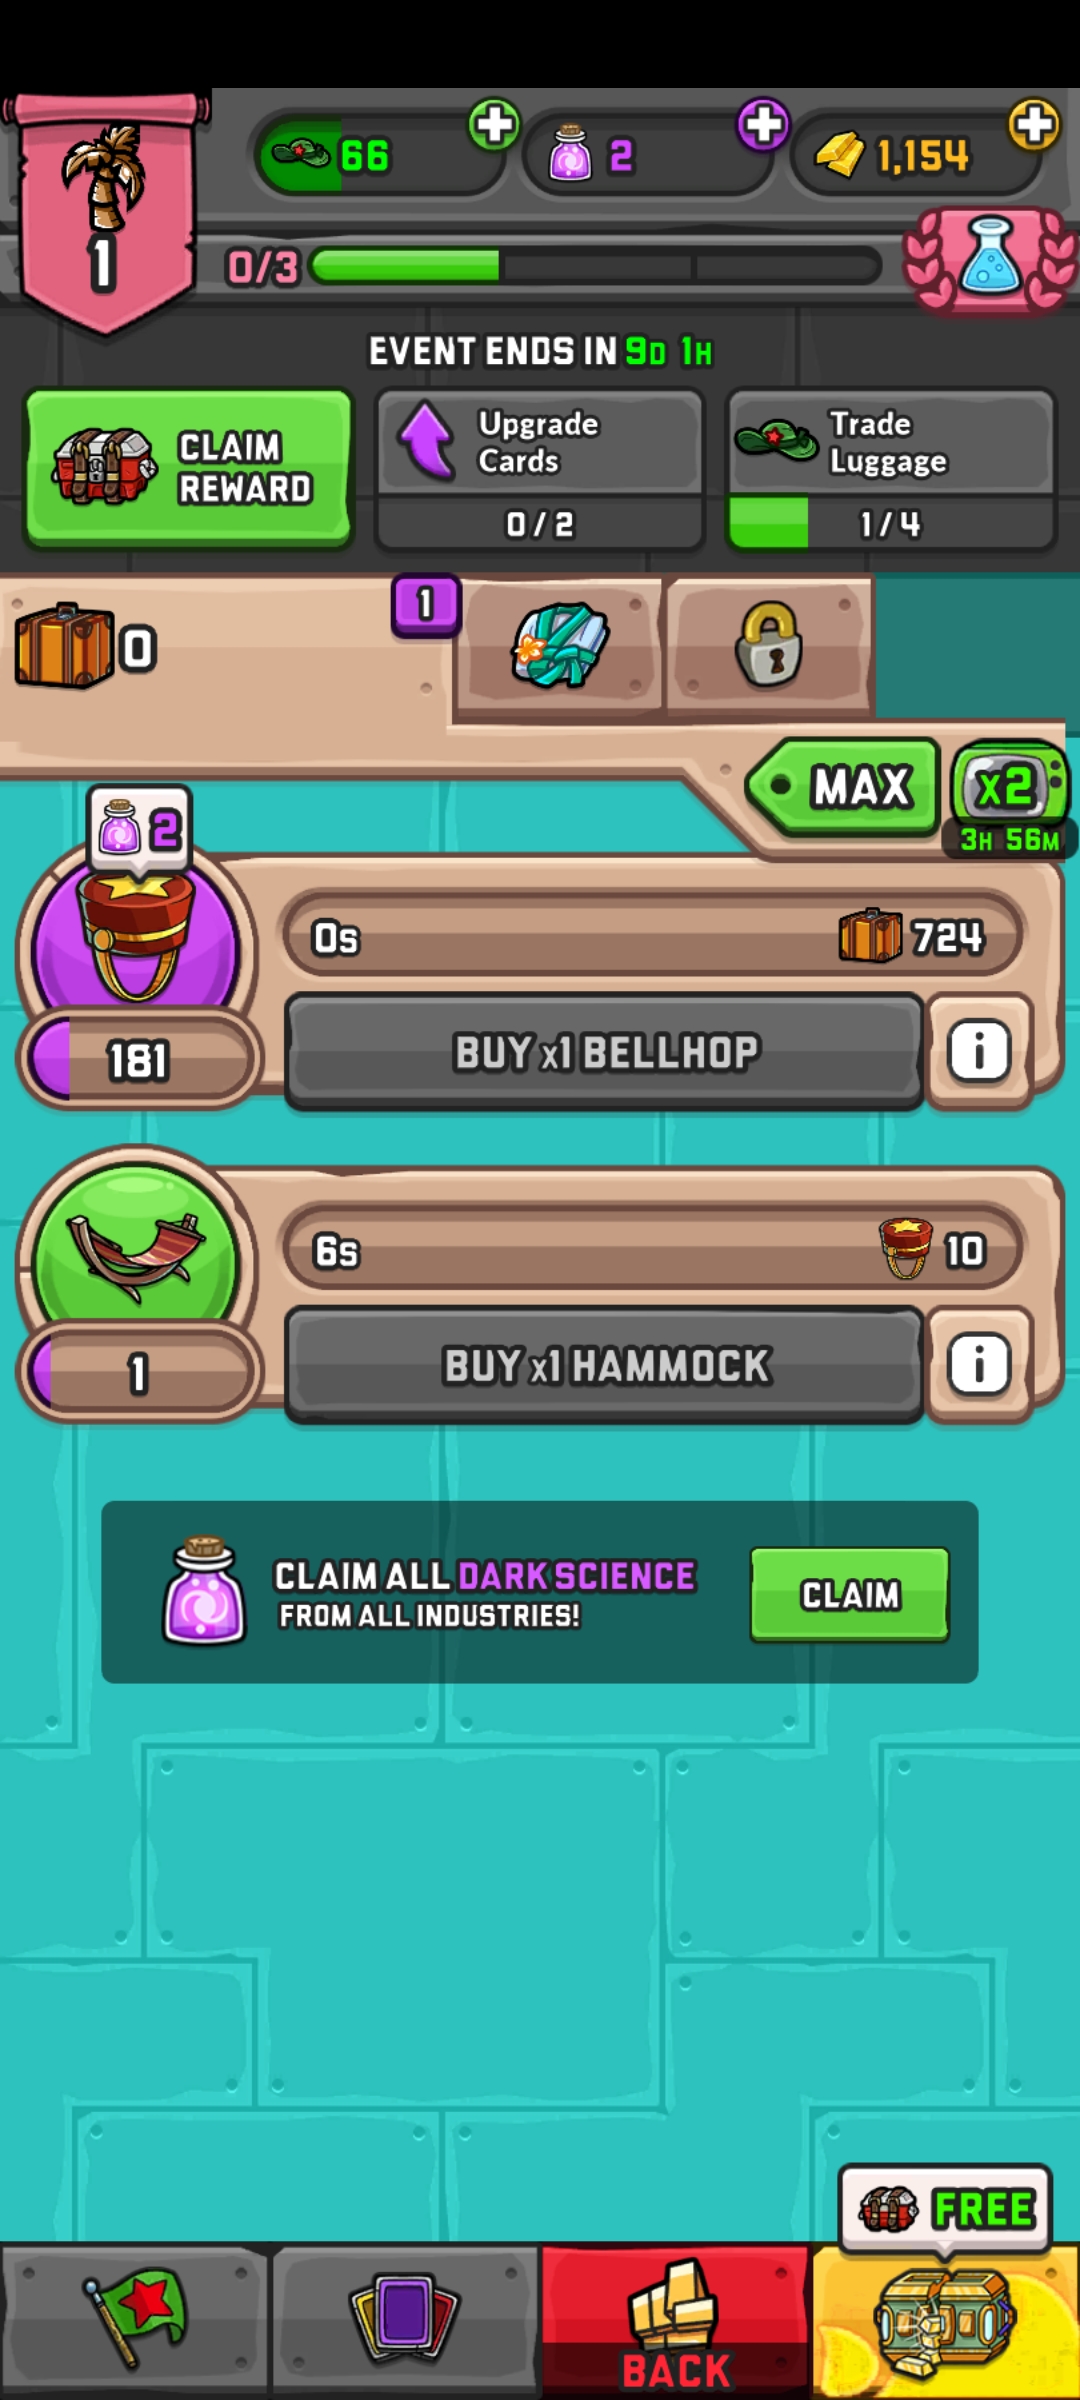 66
2
1,154
1
0/3
EVENT ENDS IN 9D 1H
CLAIM
REWARD
Upgrade
Cards
0 / 2
Trade
Luggage
1 / 4
0
1
MAX
x2
3H 56M
2
0s
724
181
BUY x1 BELLHOP
i
6s
10
1
BUY x1 HAMMOCK
i
CLAIM ALL DARK SCIENCE
FROM ALL INDUSTRIES!
CLAIM
FREE
BACK